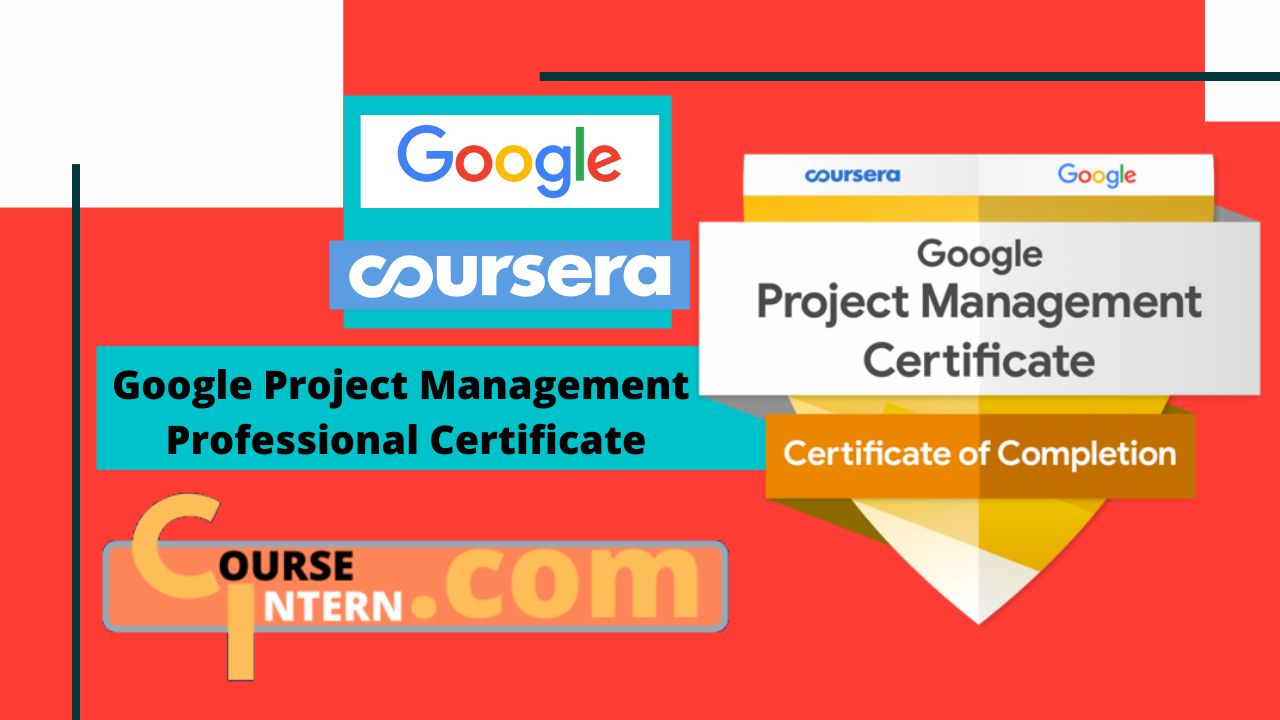 Google
coursera
Google Project Management
Professional Certificate
COURSE
INTERN.com
coursera Google
Google
Project Management
Certificate
Certificate of Completion